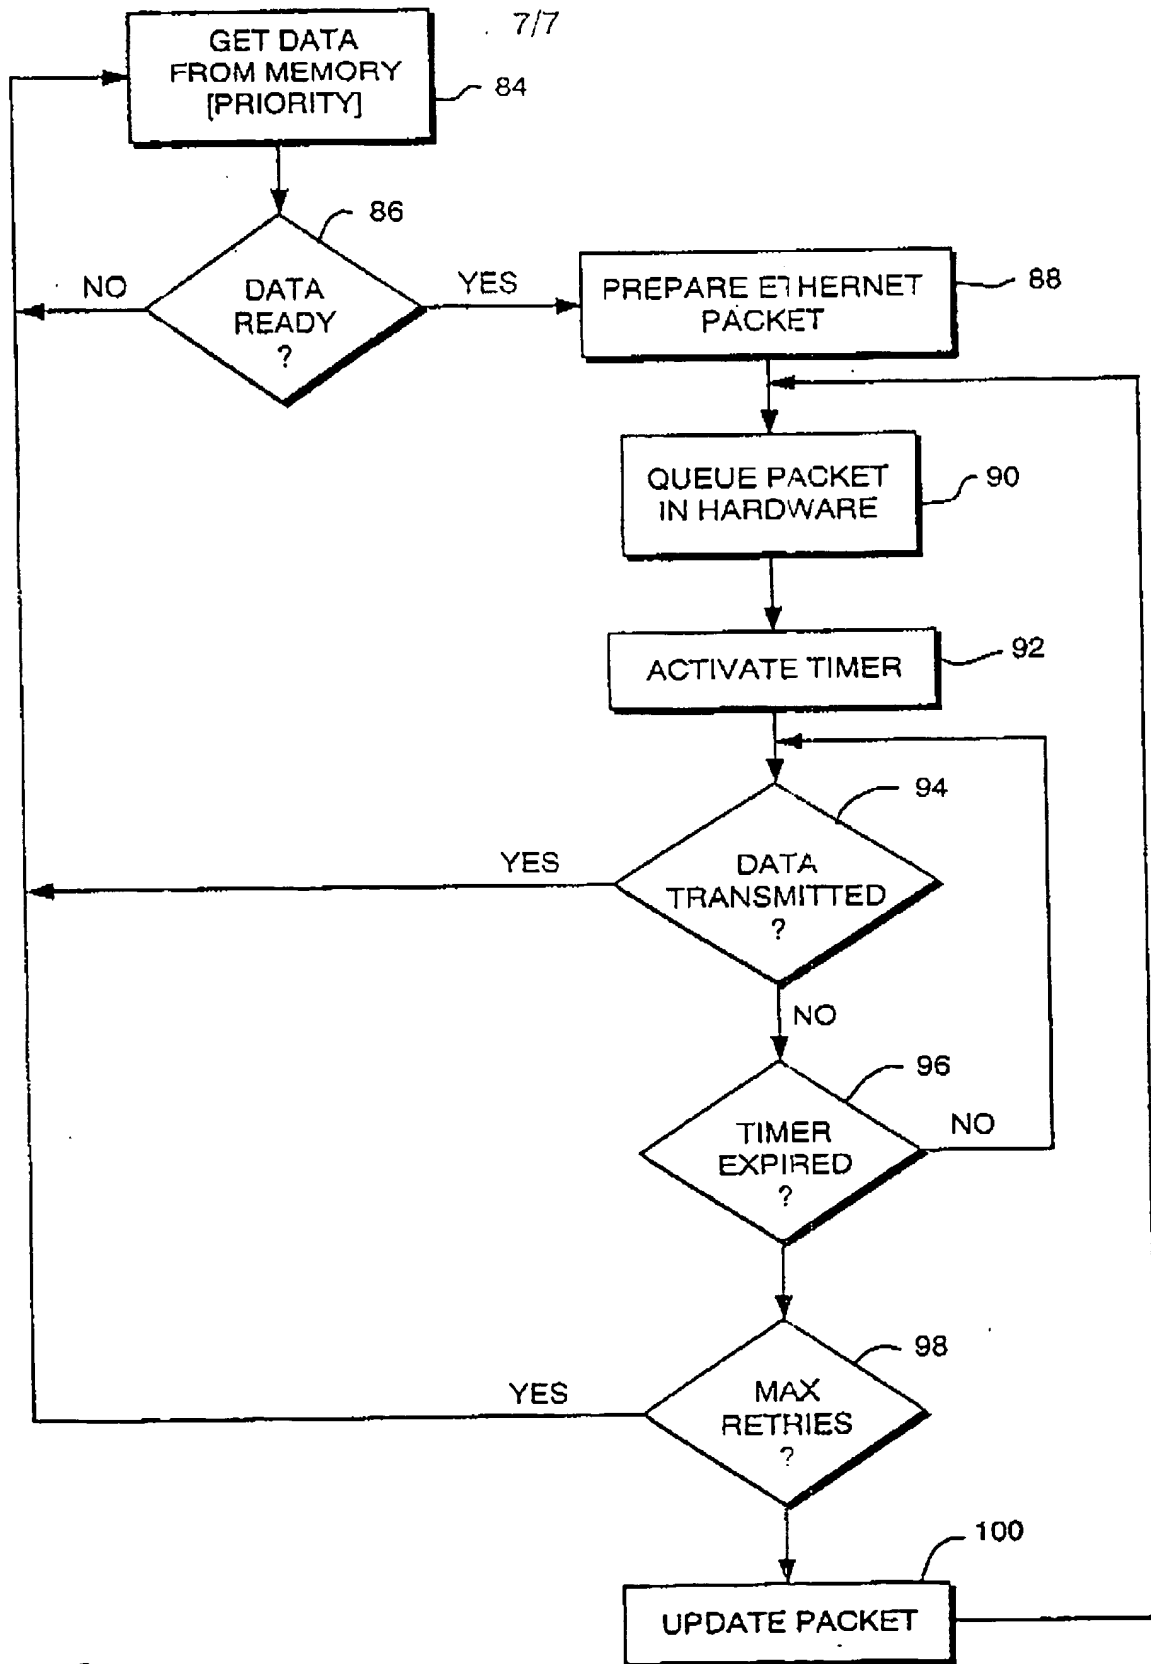 7/7
GET DATA
FROM MEMORY
[PRIORITY]
84
86
NO
DATA
READY
?
YES
PREPARE ETHERNET
PACKET
88
QUEUE PACKET
IN HARDWARE
90
ACTIVATE TIMER
92
94
YES
DATA
TRANSMITTED
?
NO
96
TIMER
EXPIRED
?
NO
98
YES
MAX
RETRIES
?
100
UPDATE PACKET